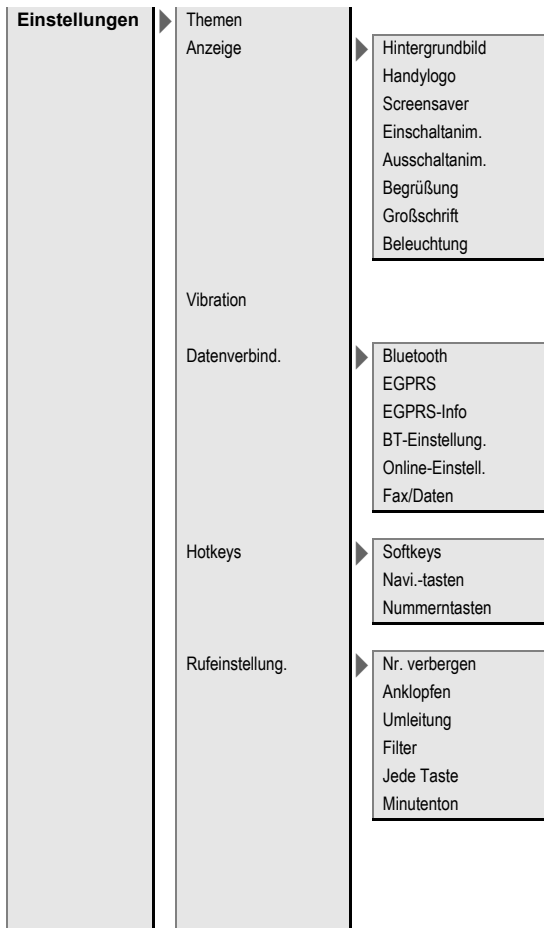 Einstellungen
Themen
Anzeige
Hintergrundbild
Handylogo
Screensaver
Einschaltanim.
Ausschaltanim.
Begrüßung
Großschrift
Beleuchtung
Vibration
Datenverbind.
Bluetooth
EGPRS
EGPRS-Info
BT-Einstellung.
Online-Einstell.
Fax/Daten
Hotkeys
Softkeys
Navi.-tasten
Nummerntasten
Rufeinstellung.
Nr. verbergen
Anklopfen
Umleitung
Filter
Jede Taste
Minutenton